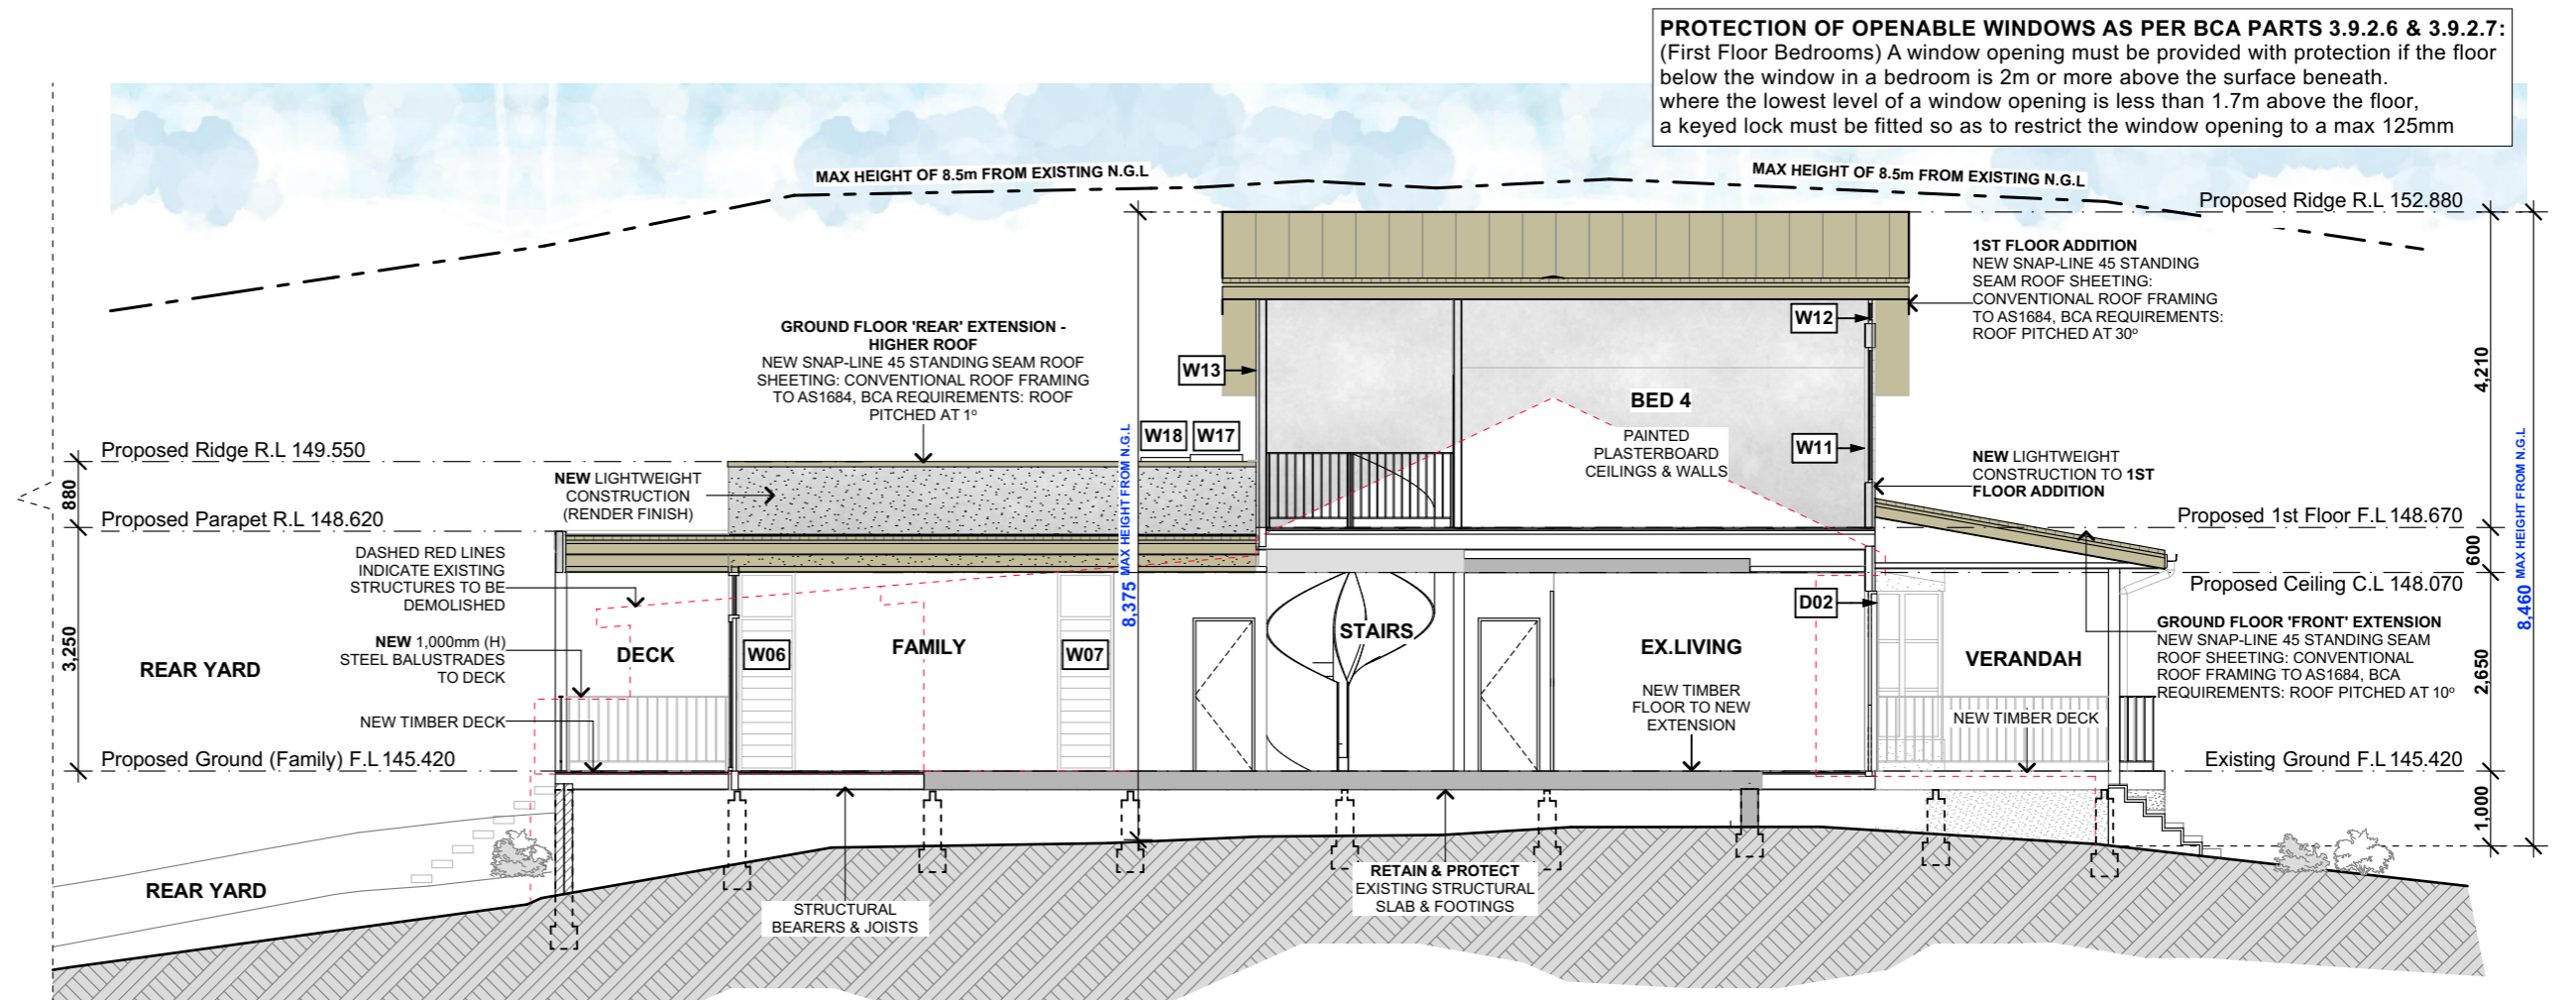 PROTECTION OF OPENABLE WINDOWS AS PER BCA PARTS 3.9.2.6 & 3.9.2.7:
(First Floor Bedrooms) A window opening must be provided with protection if the floor
below the window in a bedroom is 2m or more above the surface beneath.
where the lowest level of a window opening is less than 1.7m above the floor,
a keyed lock must be fitted so as to restrict the window opening to a max 125mm
MAX HEIGHT OF 8.5m FROM EXISTING N.G.L
MAX HEIGHT OF 8.5m FROM EXISTING N.G.L
Proposed Ridge R.L 152.880
1ST FLOOR ADDITION
NEW SNAP-LINE 45 STANDING
SEAM ROOF SHEETING:
CONVENTIONAL ROOF FRAMING
TO AS1684, BCA REQUIREMENTS:
ROOF PITCHED AT 30º
GROUND FLOOR 'REAR' EXTENSION -
HIGHER ROOF
NEW SNAP-LINE 45 STANDING SEAM ROOF
SHEETING: CONVENTIONAL ROOF FRAMING
TO AS1684, BCA REQUIREMENTS: ROOF
PITCHED AT 1º
W12
W13
BED 4
PAINTED
PLASTERBOARD
CEILINGS & WALLS
W18
W17
W11
4,210
Proposed Ridge R.L 149.550
880
NEW LIGHTWEIGHT
CONSTRUCTION
(RENDER FINISH)
NEW LIGHTWEIGHT
CONSTRUCTION TO 1ST
FLOOR ADDITION
Proposed Parapet R.L 148.620
Proposed 1st Floor F.L 148.670
600
Proposed Ceiling C.L 148.070
8,375 MAX HEIGHT FROM N.G.L
8,460 MAX HEIGHT FROM N.G.L
DASHED RED LINES
INDICATE EXISTING
STRUCTURES TO BE
DEMOLISHED
NEW 1,000mm (H)
STEEL BALUSTRADES
TO DECK
NEW TIMBER DECK
3,250
REAR YARD
DECK
W06
FAMILY
W07
STAIRS
EX.LIVING
D02
VERANDAH
GROUND FLOOR 'FRONT' EXTENSION
NEW SNAP-LINE 45 STANDING SEAM
ROOF SHEETING: CONVENTIONAL
ROOF FRAMING TO AS1684, BCA
REQUIREMENTS: ROOF PITCHED AT 10º
2,650
NEW TIMBER
FLOOR TO NEW
EXTENSION
NEW TIMBER DECK
Proposed Ground (Family) F.L 145.420
Existing Ground F.L 145.420
1,000
REAR YARD
STRUCTURAL
BEARERS & JOISTS
RETAIN & PROTECT
EXISTING STRUCTURAL
SLAB & FOOTINGS